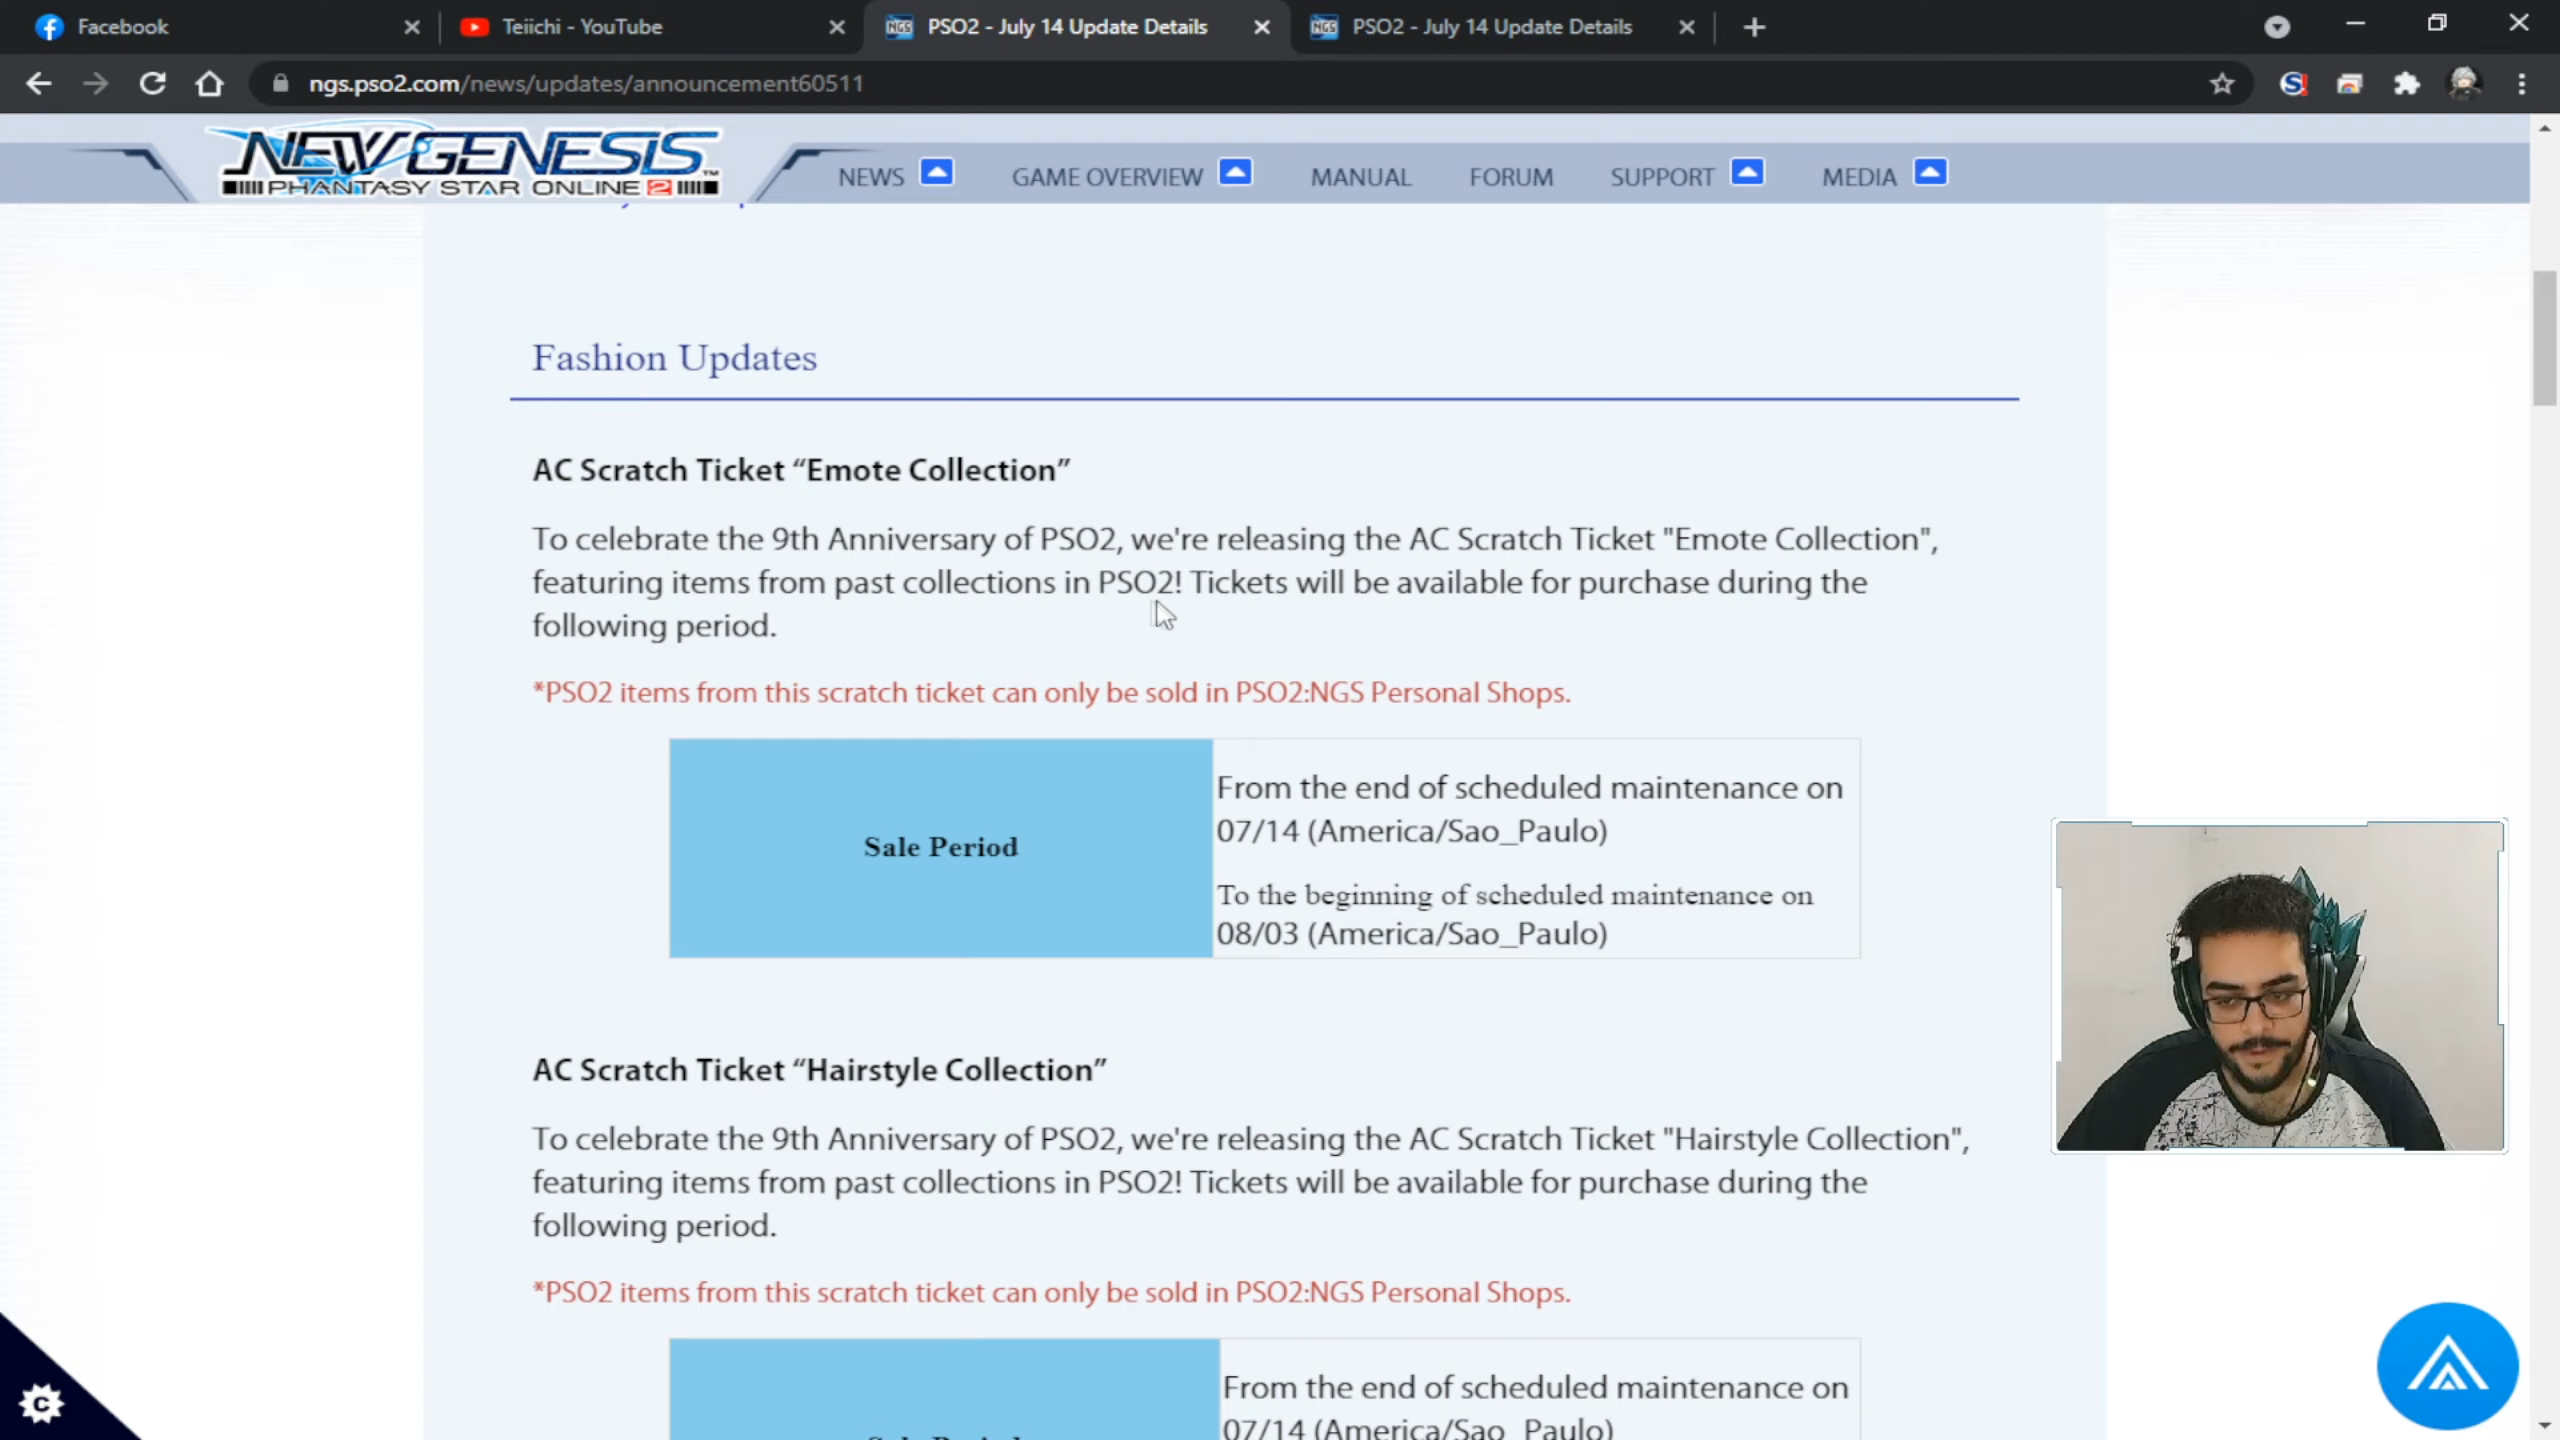 Facebook
Teiichi - YouTube
PSO2 - July 14 Update Details
PSO2 - July 14 Update Details
ngs.pso2.com/news/updates/announcement60511
NEW GENESIS
PHANTASY STAR ONLINE 2
NEWS
GAME OVERVIEW
MANUAL
FORUM
SUPPORT
MEDIA
Fashion Updates
AC Scratch Ticket “Emote Collection”
To celebrate the 9th Anniversary of PSO2, we're releasing the AC Scratch Ticket "Emote Collection",
featuring items from past collections in PSO2! Tickets will be available for purchase during the
following period.
*PSO2 items from this scratch ticket can only be sold in PSO2:NGS Personal Shops.
Sale Period
From the end of scheduled maintenance on
07/14 (America/Sao_Paulo)
To the beginning of scheduled maintenance on
08/03 (America/Sao_Paulo)
AC Scratch Ticket “Hairstyle Collection”
To celebrate the 9th Anniversary of PSO2, we're releasing the AC Scratch Ticket "Hairstyle Collection",
featuring items from past collections in PSO2! Tickets will be available for purchase during the
following period.
*PSO2 items from this scratch ticket can only be sold in PSO2:NGS Personal Shops.
From the end of scheduled maintenance on
07/14 (America/Sao_Paulo)
Sale Period